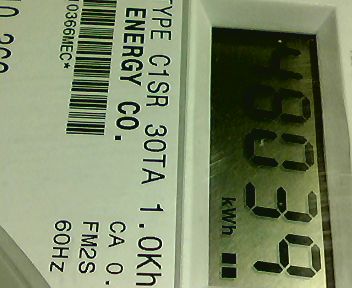 48039
kWh
TYPE C1SR 30TA 1.0Kh
ENERGY CO.
CA 0.
FM2S
60Hz
10366MEC*